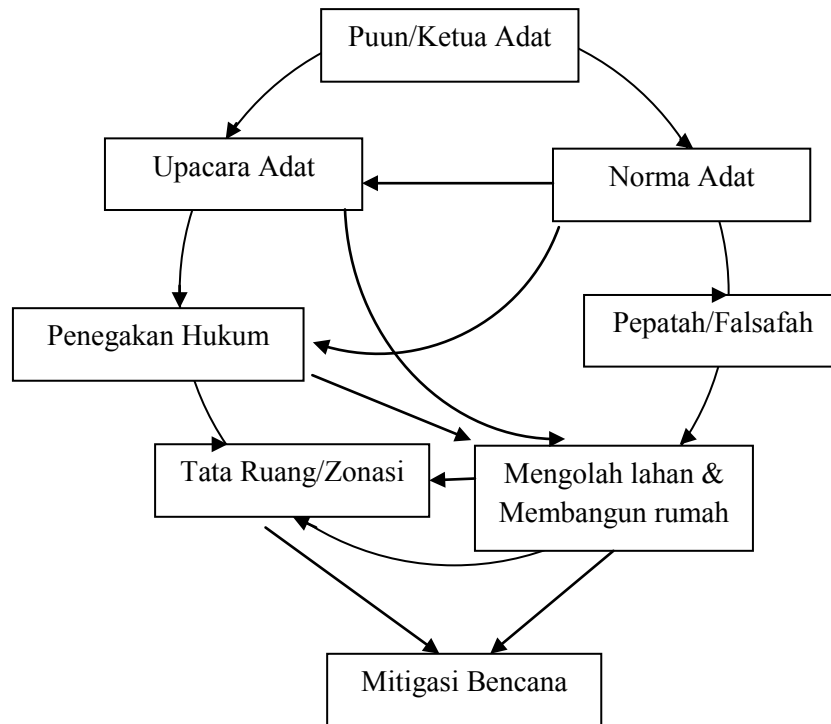 Puun/Ketua Adat
Upacara Adat
Norma Adat
Penegakan Hukum
Pepatah/Falsafah
Tata Ruang/Zonasi
Mengolah lahan &
Membangun rumah
Mitigasi Bencana